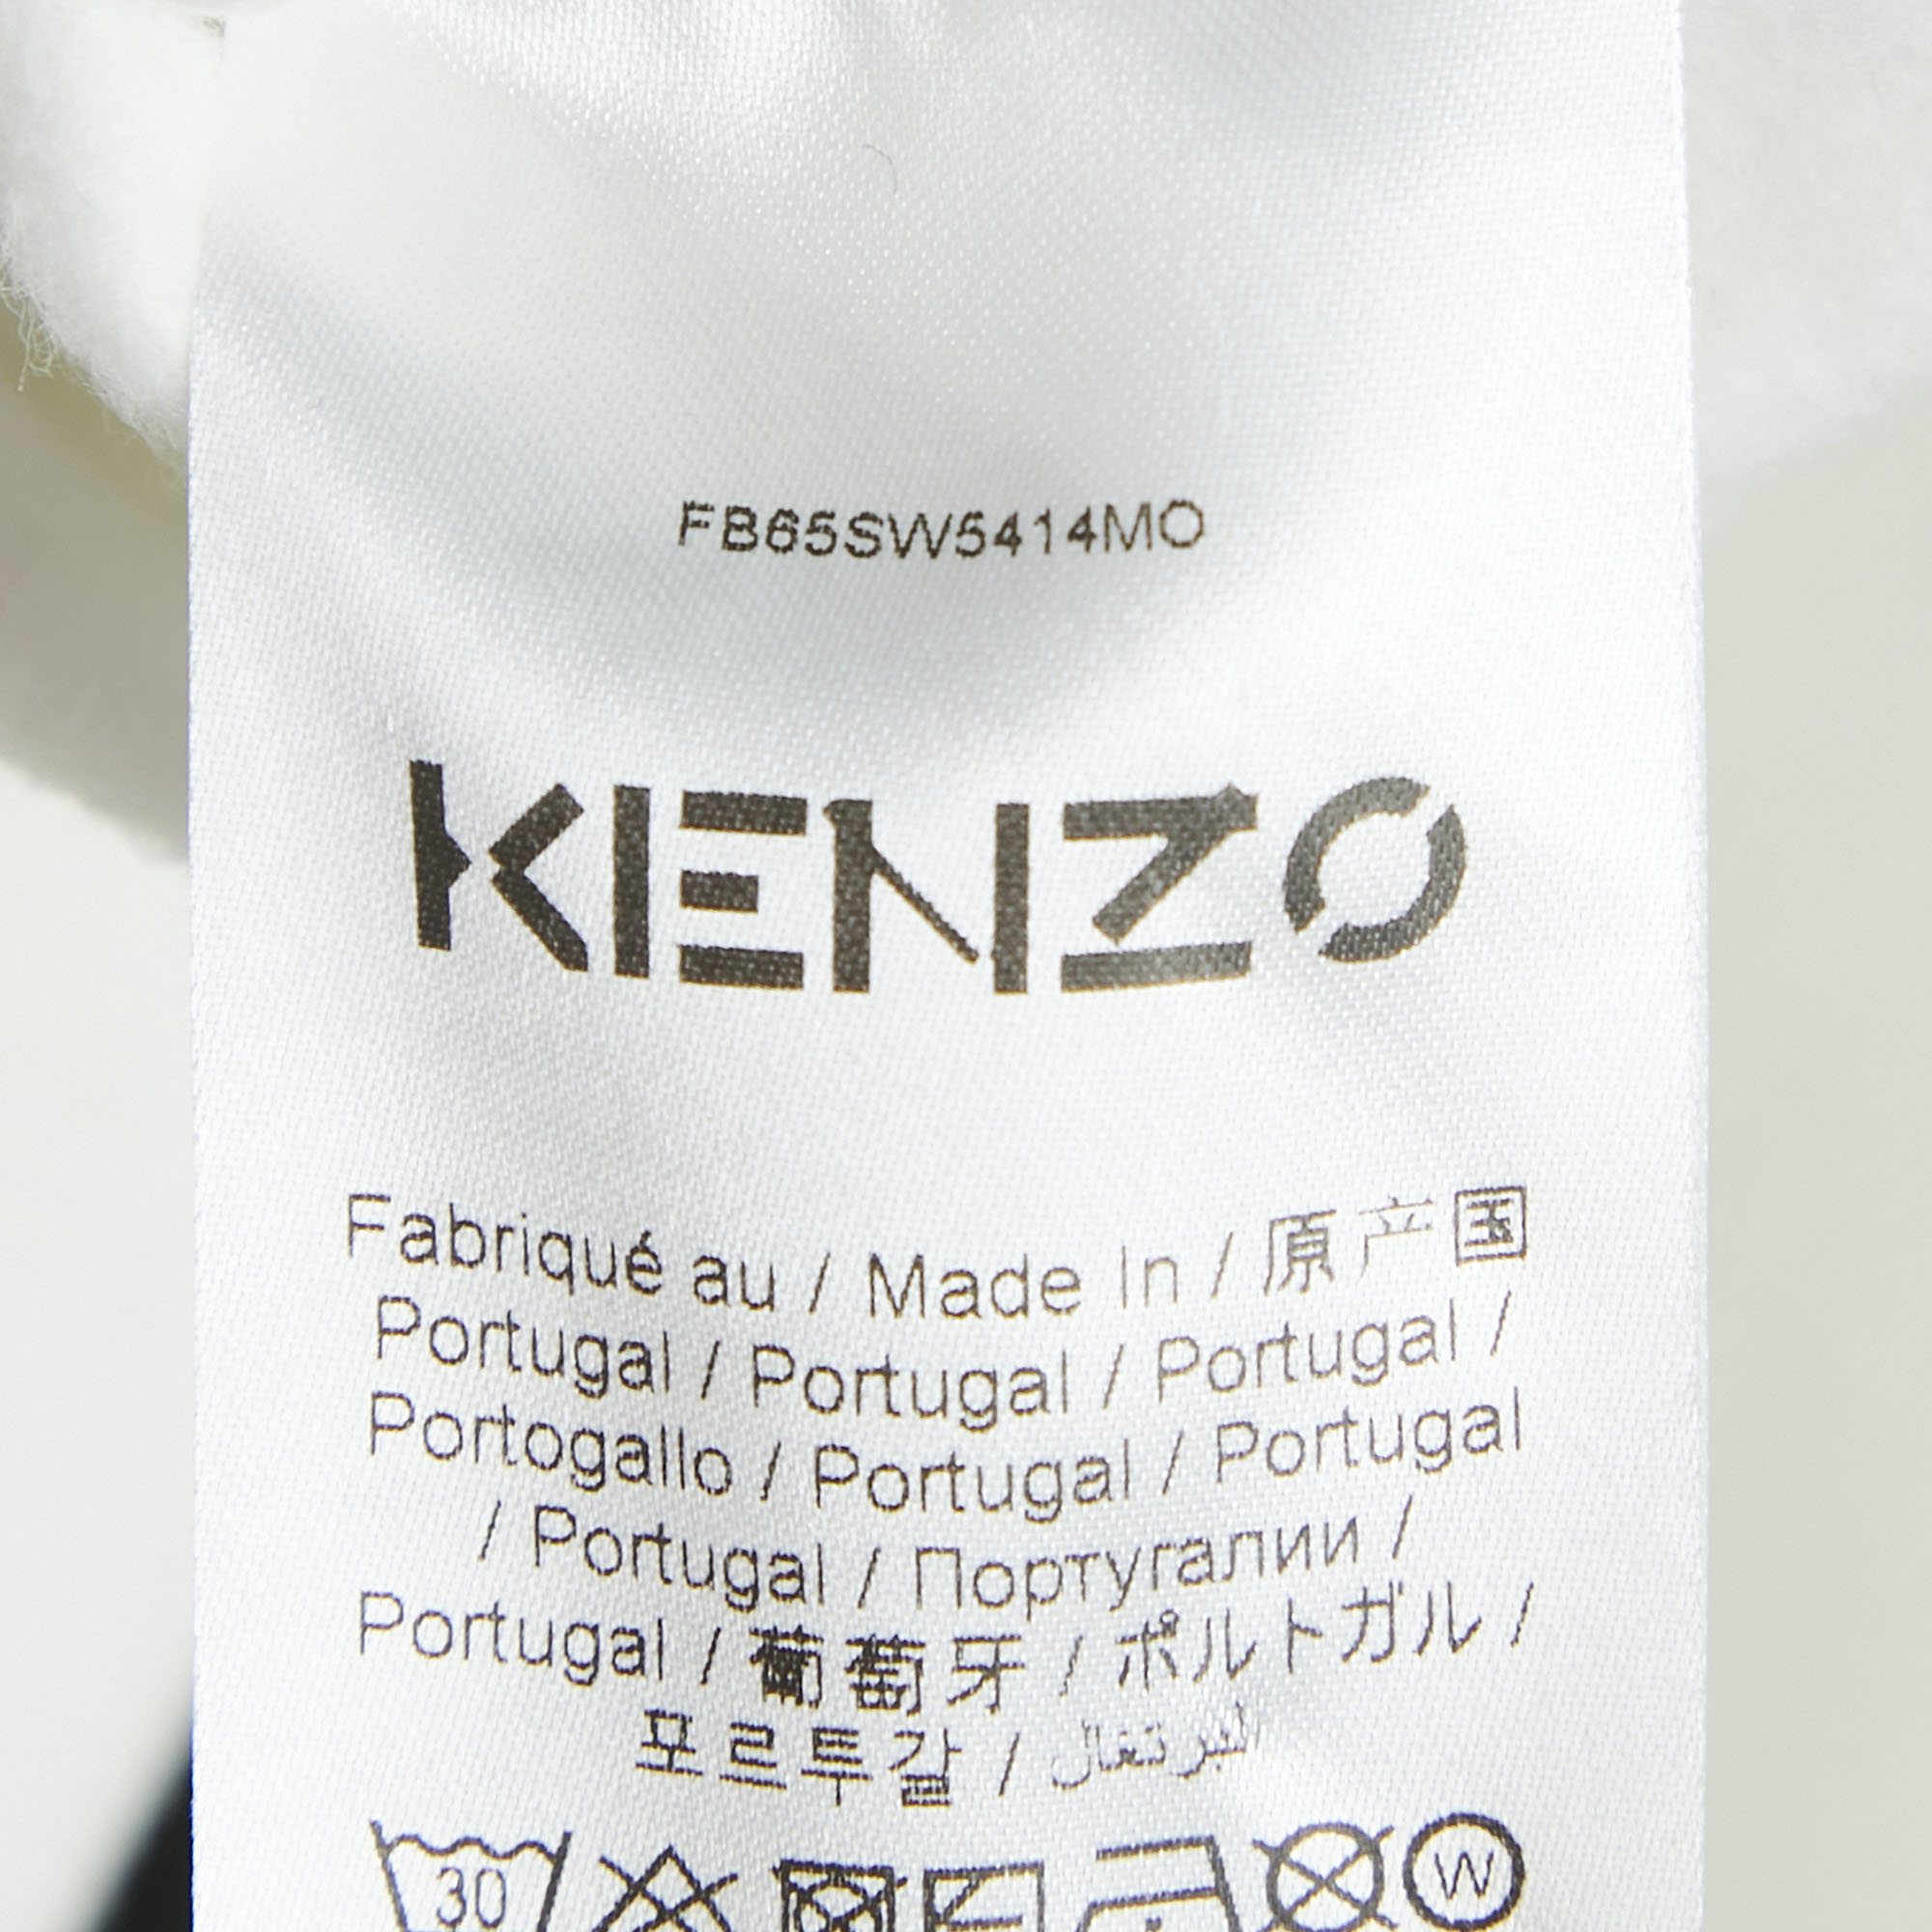 FB65SW5414MO
KENZO
Fabriqué au / Made In / 原产国
Portugal / Portugal / Portugal /
Portogallo / Portugal / Portugal
/ Portugal / Португалии /
Portugal / 葡萄牙 / ポルトガル /
포르투갈 / البرتغال
30 W